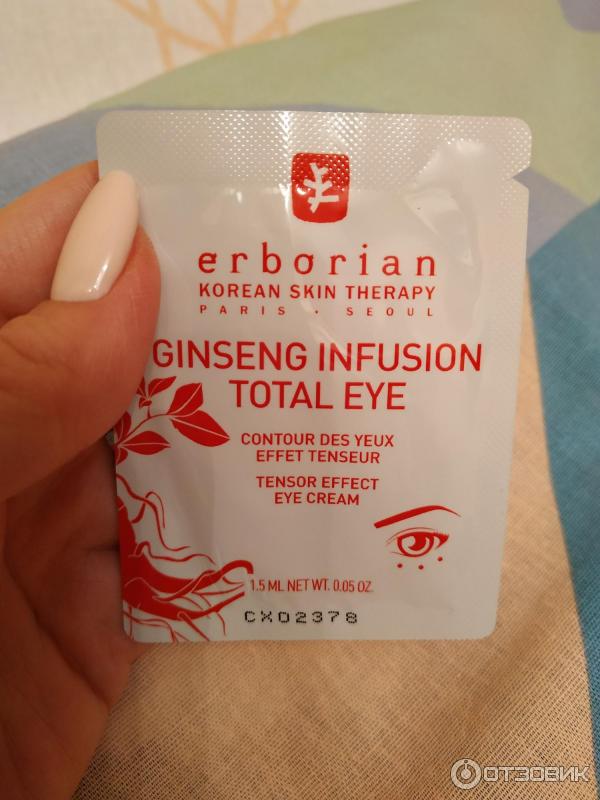 erborian
KOREAN SKIN THERAPY
PARIS . SEOUL
GINSENG INFUSION
TOTAL EYE
CONTOUR DES YEUX
EFFET TENSEUR
TENSOR EFFECT
EYE CREAM
1.5 ML NET WT. 0.05 OZ.
CX02378
ОТЗОВИК